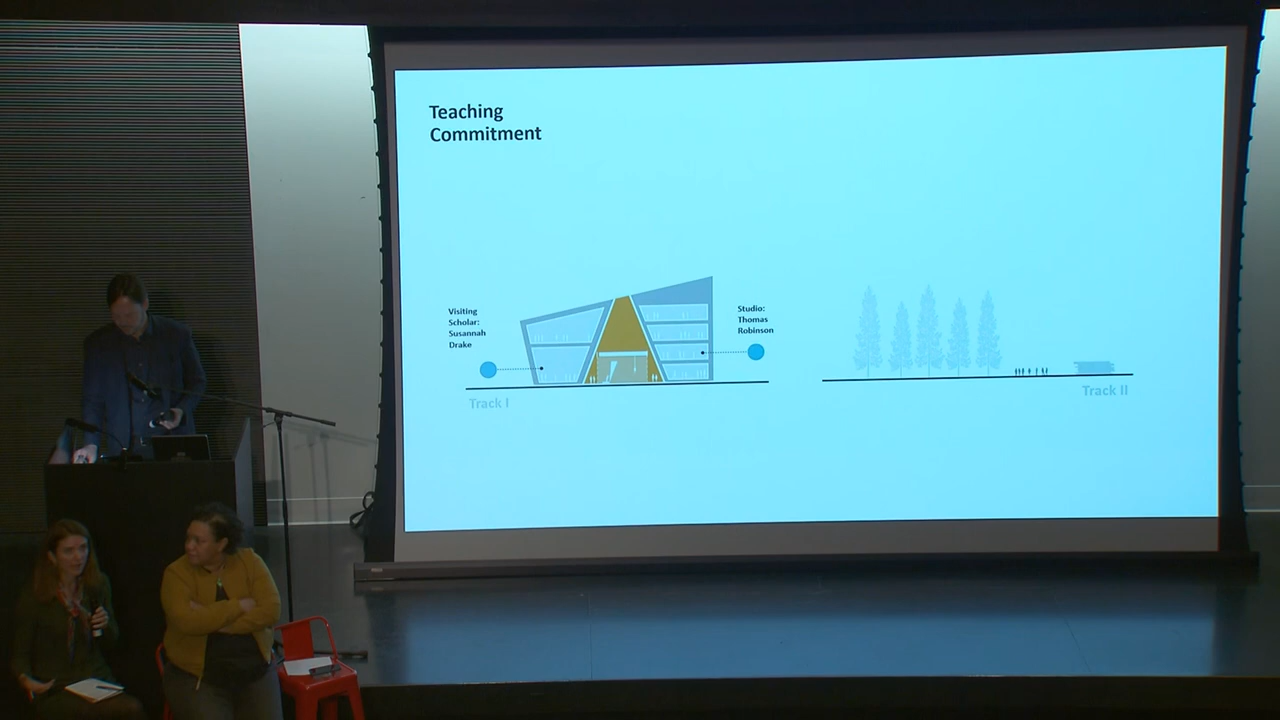 Teaching
Commitment
Visiting
Scholar:
Susannah
Drake
Studio:
Thomas
Robinson
Track I
Track II